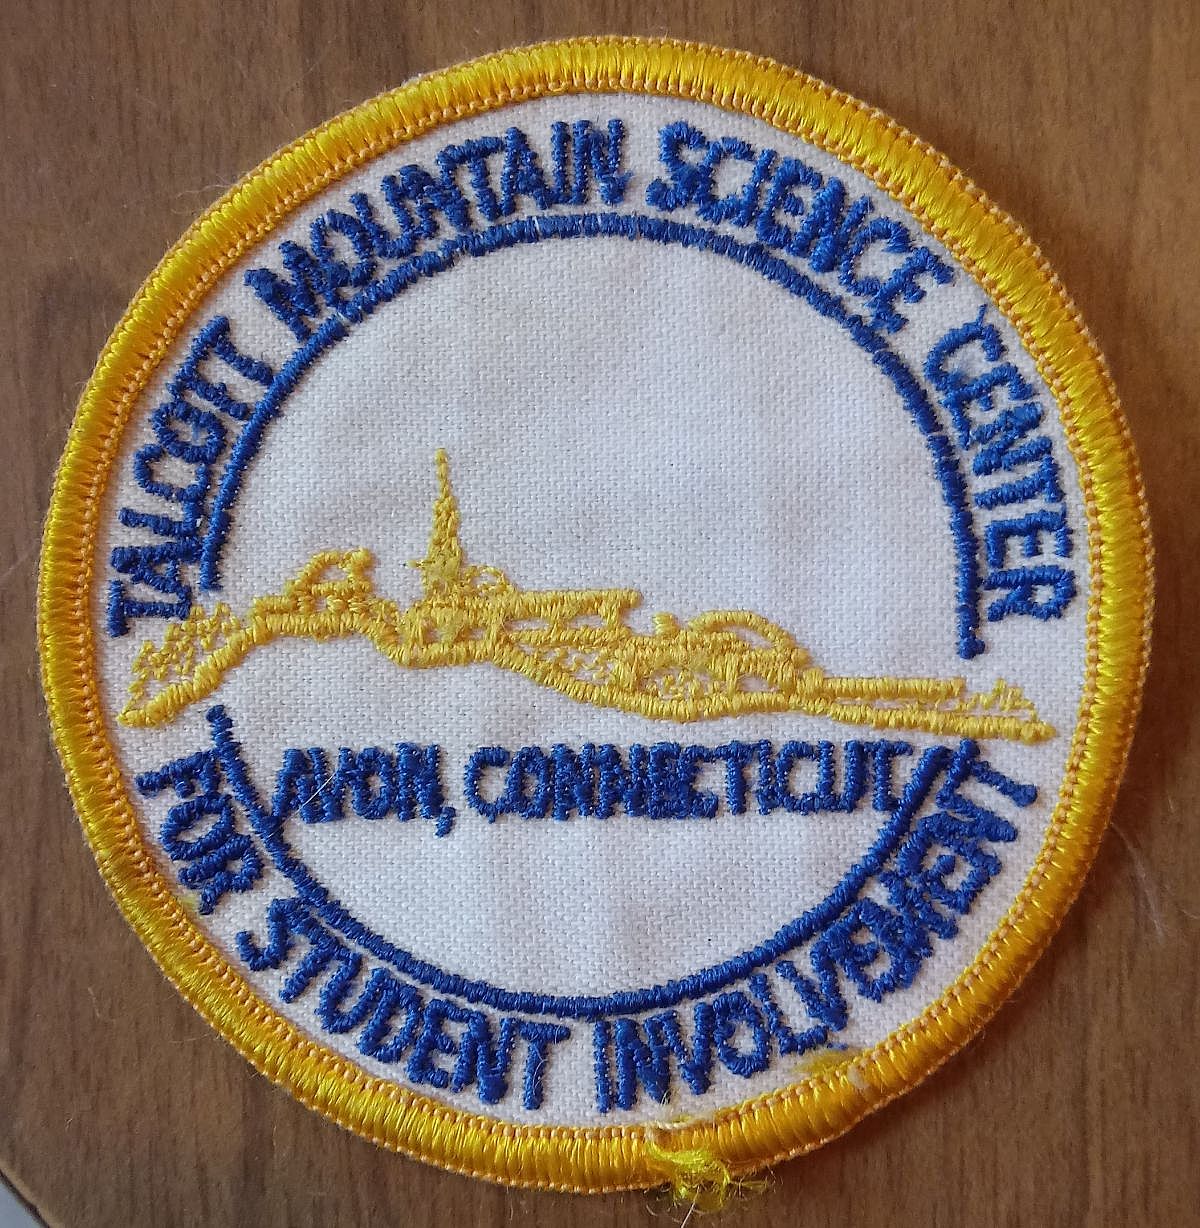 TALCOTT MOUNTAIN SCIENCE CENTER
AVON, CONNECTICUT
FOR STUDENT INVOLVEMENT